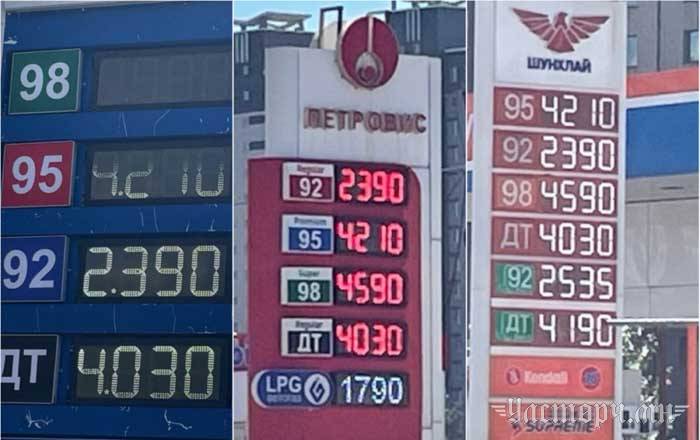 98
95 4.210
92 2.390
ДТ 4.030
ПЕТРОВИС
Regular
92 2390
Premium
95 4210
Super
98 4590
Regular
ДТ 4030
LPG 1790
ШУНХЛАЙ
95 4210
92 2390
98 4590
ДТ 4030
92 2535
ДТ 4190
Kendall
SUPREME